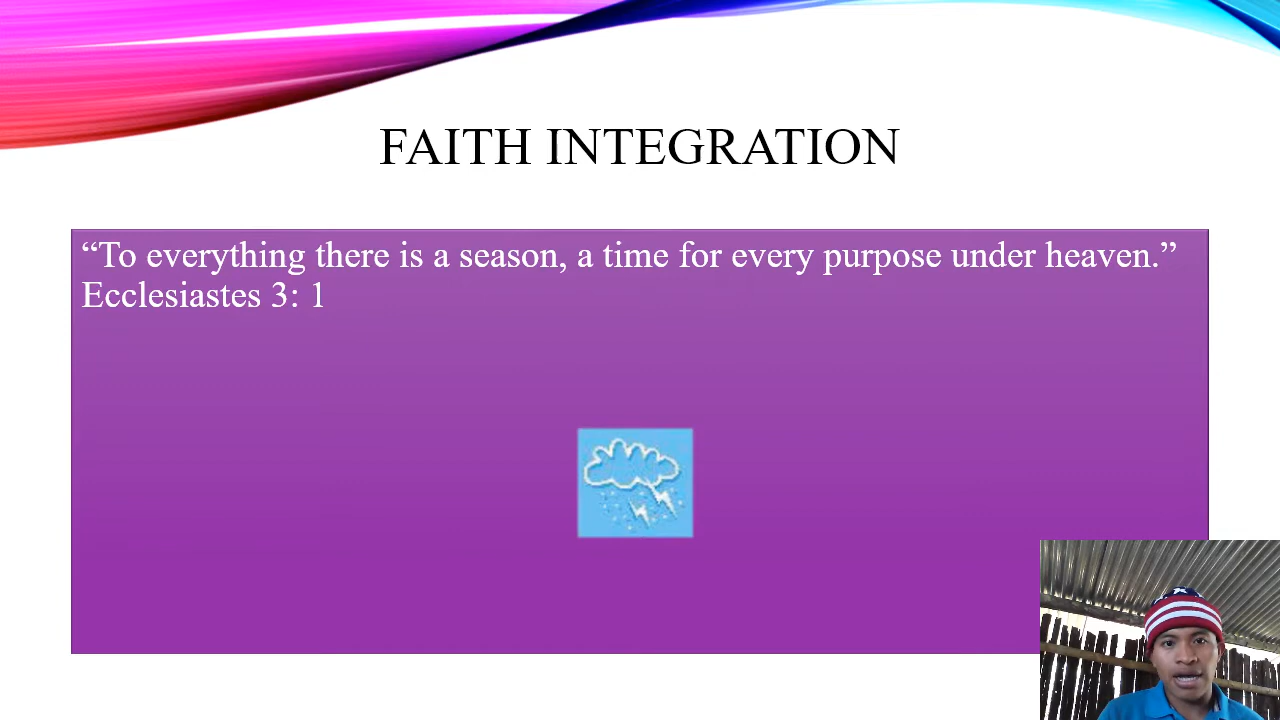 FAITH INTEGRATION
“To everything there is a season, a time for every purpose under heaven.”
Ecclesiastes 3: 1